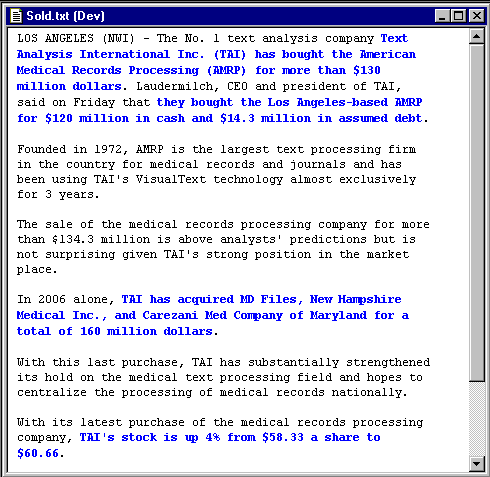 Sold.txt (Dev)
LOS ANGELES (NWI) - The No. 1 text analysis company Text
Analysis International Inc. (TAI) has bought the American
Medical Records Processing (AMRP) for more than $130
million dollars. Laudermilch, CEO and president of TAI,
said on Friday that they bought the Los Angeles-based AMRP
for $120 million in cash and $14.3 million in assumed debt.
Founded in 1972, AMRP is the largest text processing firm
in the country for medical records and journals and has
been using TAI's VisualText technology almost exclusively
for 3 years.
The sale of the medical records processing company for more
than $134.3 million is above analysts' predictions but is
not surprising given TAI's strong position in the market
place.
In 2006 alone, TAI has acquired MD Files, New Hampshire
Medical Inc., and Carezani Med Company of Maryland for a
total of 160 million dollars.
With this last purchase, TAI has substantially strengthened
its hold on the medical text processing field and hopes to
centralize the processing of medical records nationally.
With its latest purchase of the medical records processing
company, TAI's stock is up 4% from $58.33 a share to
$60.66.